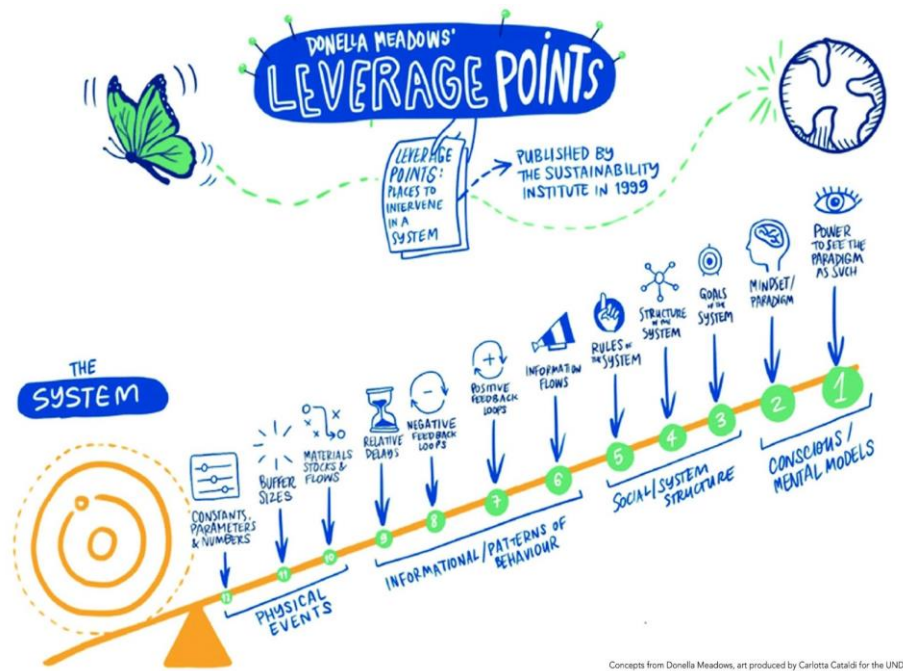 DONELLA MEADOWS'
LEVERAGE POINTS
LEVERAGE
POINTS:
PLACES TO
INTERVENE
IN A
SYSTEM
PUBLISHED BY
THE SUSTAINABILITY
INSTITUTE IN 1999
THE
SYSTEM
CONSTANTS,
PARAMETERS
& NUMBERS
BUFFER
SIZES
MATERIALS
STOCKS &
FLOWS
RELATIVE
DELAYS
NEGATIVE
FEEDBACK
LOOPS
POSITIVE
FEEDBACK
LOOPS
INFORMATION
FLOWS
RULES OF
THE SYSTEM
STRUCTURE
OF THE
SYSTEM
GOALS
OF THE
SYSTEM
MINDSET/
PARADIGM
POWER
TO SEE THE
PARADIGM
AS SUCH
12
11
10
9
8
7
6
5
4
3
2
1
PHYSICAL
EVENTS
INFORMATIONAL/PATTERNS OF
BEHAVIOUR
SOCIAL/SYSTEM
STRUCTURE
CONSCIOUS/
MENTAL MODELS
Concepts from Donella Meadows, art produced by Carlotta Cataldi for the UND